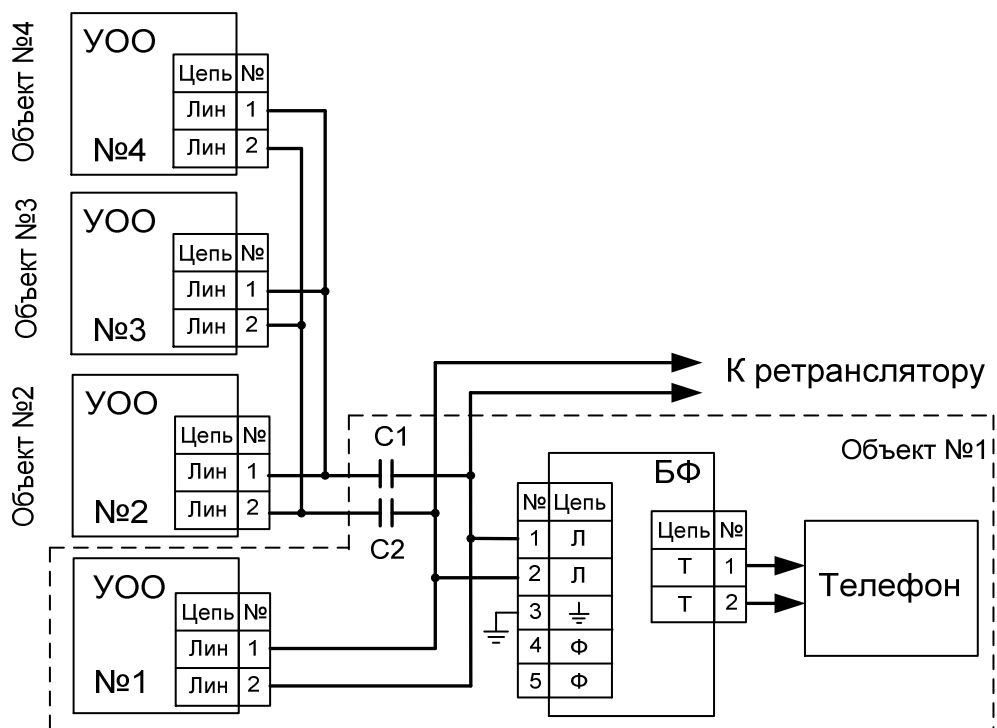 Объект №4
УОО
Цепь №
Лин 1
Лин 2
№4
Объект №3
УОО
Цепь №
Лин 1
Лин 2
№3
Объект №2
УОО
Цепь №
Лин 1
Лин 2
№2
УОО
Цепь №
Лин 1
Лин 2
№1
С1
С2
К ретранслятору
Объект №1
БФ
№ Цепь
1 Л
2 Л
3
4 Ф
5 Ф
Цепь №
Т 1
Т 2
Телефон